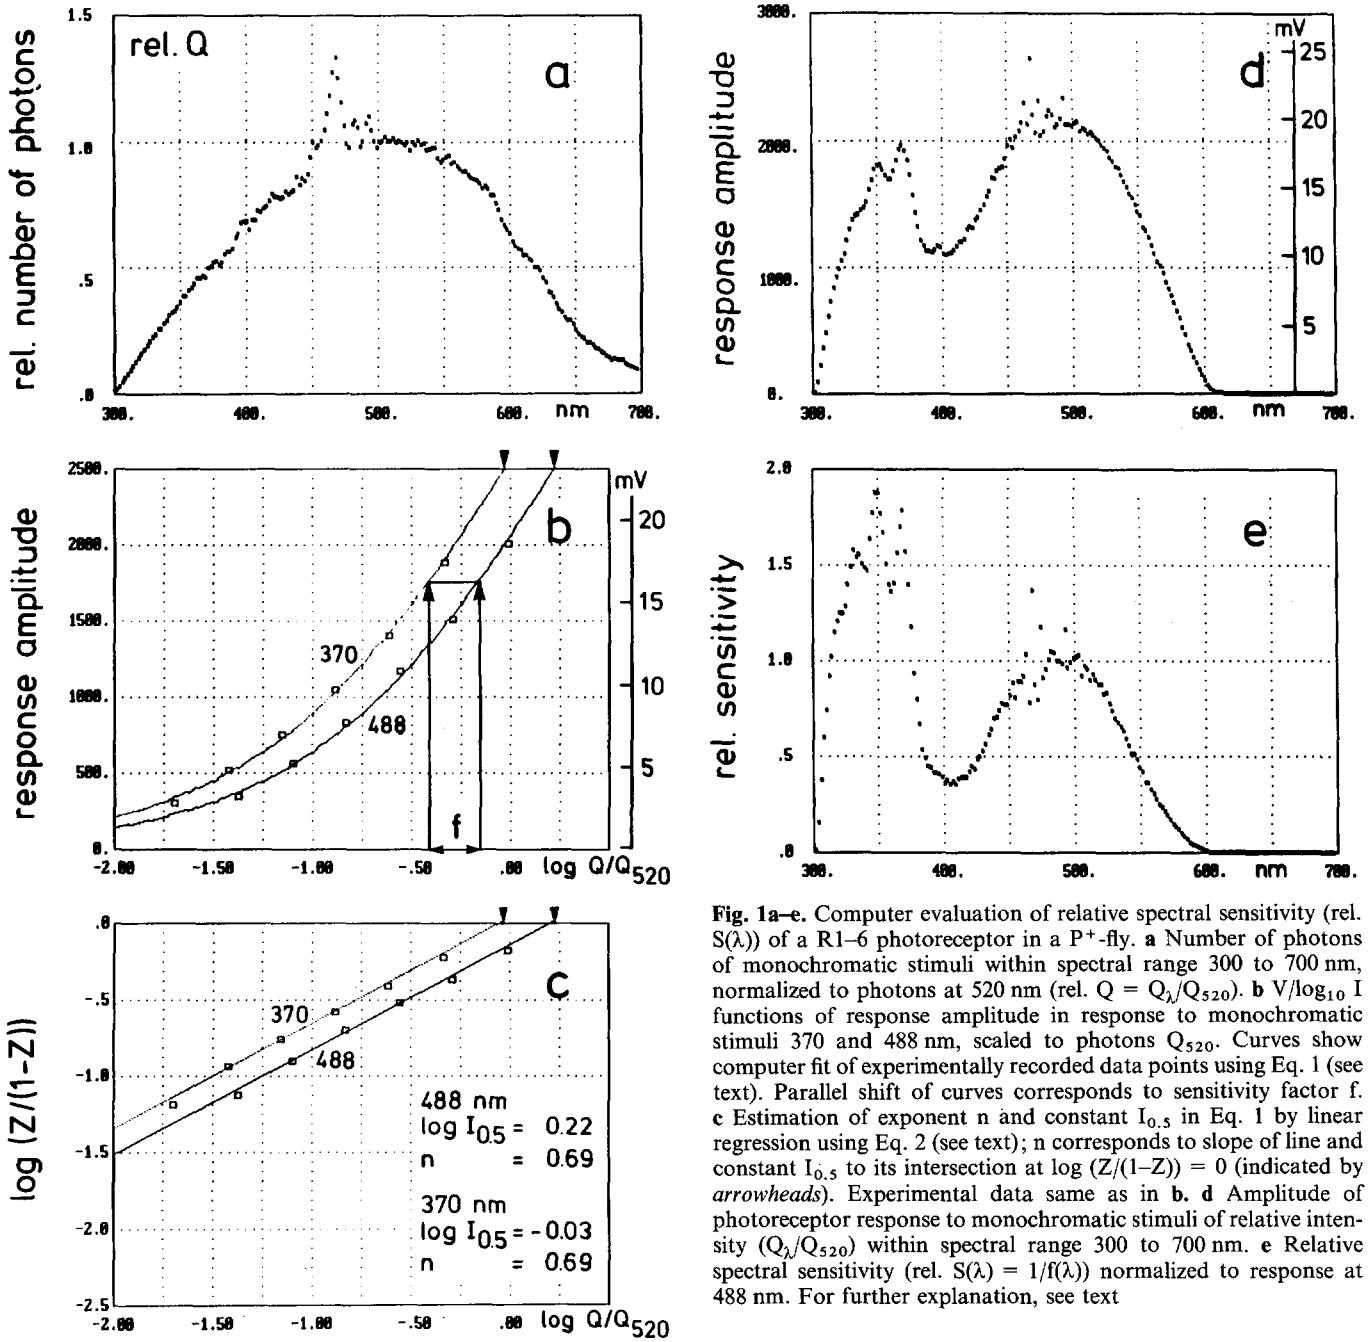 rel. number of photons
1.5
1.0
.5
.0
rel. Q
a
300. 400. 500. 600. nm 700.
response amplitude
3000.
2000.
1000.
0.
mV
25
20
15
10
5
d
300. 400. 500. 600. nm 700.
response amplitude
2500
2000.
1500
1000.
500.
0.
mV
20
15
10
5
b
370
488
f
-2.00 -1.50 -1.00 -.50 .00 log Q/Q520
rel. sensitivity
2.0
1.5
1.0
.5
.0
e
300. 400. 500. 600. nm 700.
log (Z/(1-Z))
.0
-.5
-1.0
-1.5
-2.0
-2.5
c
370
488
488 nm
log I0.5 = 0.22
n = 0.69
370 nm
log I0.5 = -0.03
n = 0.69
-2.00 -1.50 -1.00 -.50 .00 log Q/Q520
Fig. 1a–e. Computer evaluation of relative spectral sensitivity (rel.
S(λ)) of a R1–6 photoreceptor in a P+-fly. a Number of photons
of monochromatic stimuli within spectral range 300 to 700 nm,
normalized to photons at 520 nm (rel. Q = Qλ/Q520). b V/log10 I
functions of response amplitude in response to monochromatic
stimuli 370 and 488 nm, scaled to photons Q520. Curves show
computer fit of experimentally recorded data points using Eq. 1 (see
text). Parallel shift of curves corresponds to sensitivity factor f.
c Estimation of exponent n and constant I0.5 in Eq. 1 by linear
regression using Eq. 2 (see text); n corresponds to slope of line and
constant I0.5 to its intersection at log (Z/(1–Z)) = 0 (indicated by
arrowheads). Experimental data same as in b. d Amplitude of
photoreceptor response to monochromatic stimuli of relative inten-
sity (Qλ/Q520) within spectral range 300 to 700 nm. e Relative
spectral sensitivity (rel. S(λ) = 1/f(λ)) normalized to response at
488 nm. For further explanation, see text